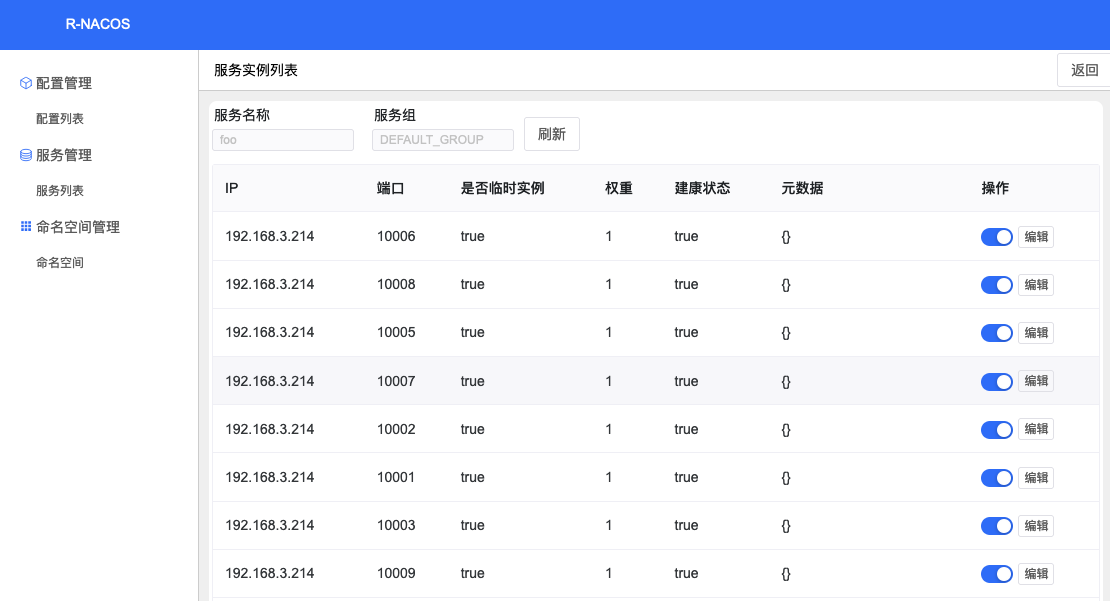 R-NACOS
配置管理
配置列表
服务管理
服务列表
命名空间管理
命名空间
服务实例列表
返回
服务名称 服务组
foo DEFAULT_GROUP 刷新
IP 端口 是否临时实例 权重 建康状态 元数据 操作
192.168.3.214 10006 true 1 true {} 编辑
192.168.3.214 10008 true 1 true {} 编辑
192.168.3.214 10005 true 1 true {} 编辑
192.168.3.214 10007 true 1 true {} 编辑
192.168.3.214 10002 true 1 true {} 编辑
192.168.3.214 10001 true 1 true {} 编辑
192.168.3.214 10003 true 1 true {} 编辑
192.168.3.214 10009 true 1 true {} 编辑